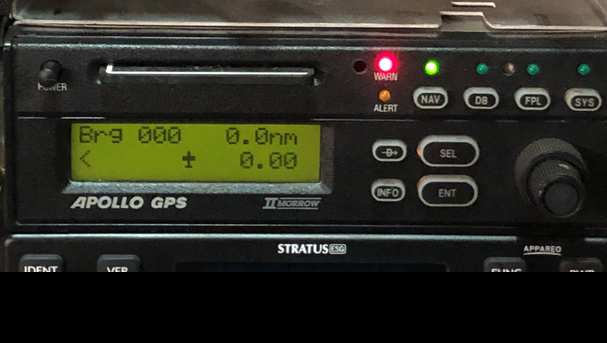 POWER
WARN
ALERT
NAV DB FPL SYS
Brg 000 0.0nm
< ± 0.00
D SEL
INFO ENT
APOLLO GPS II MORROW
STRATUS ESG APPAREO
IDENT VFR FUNC PWR